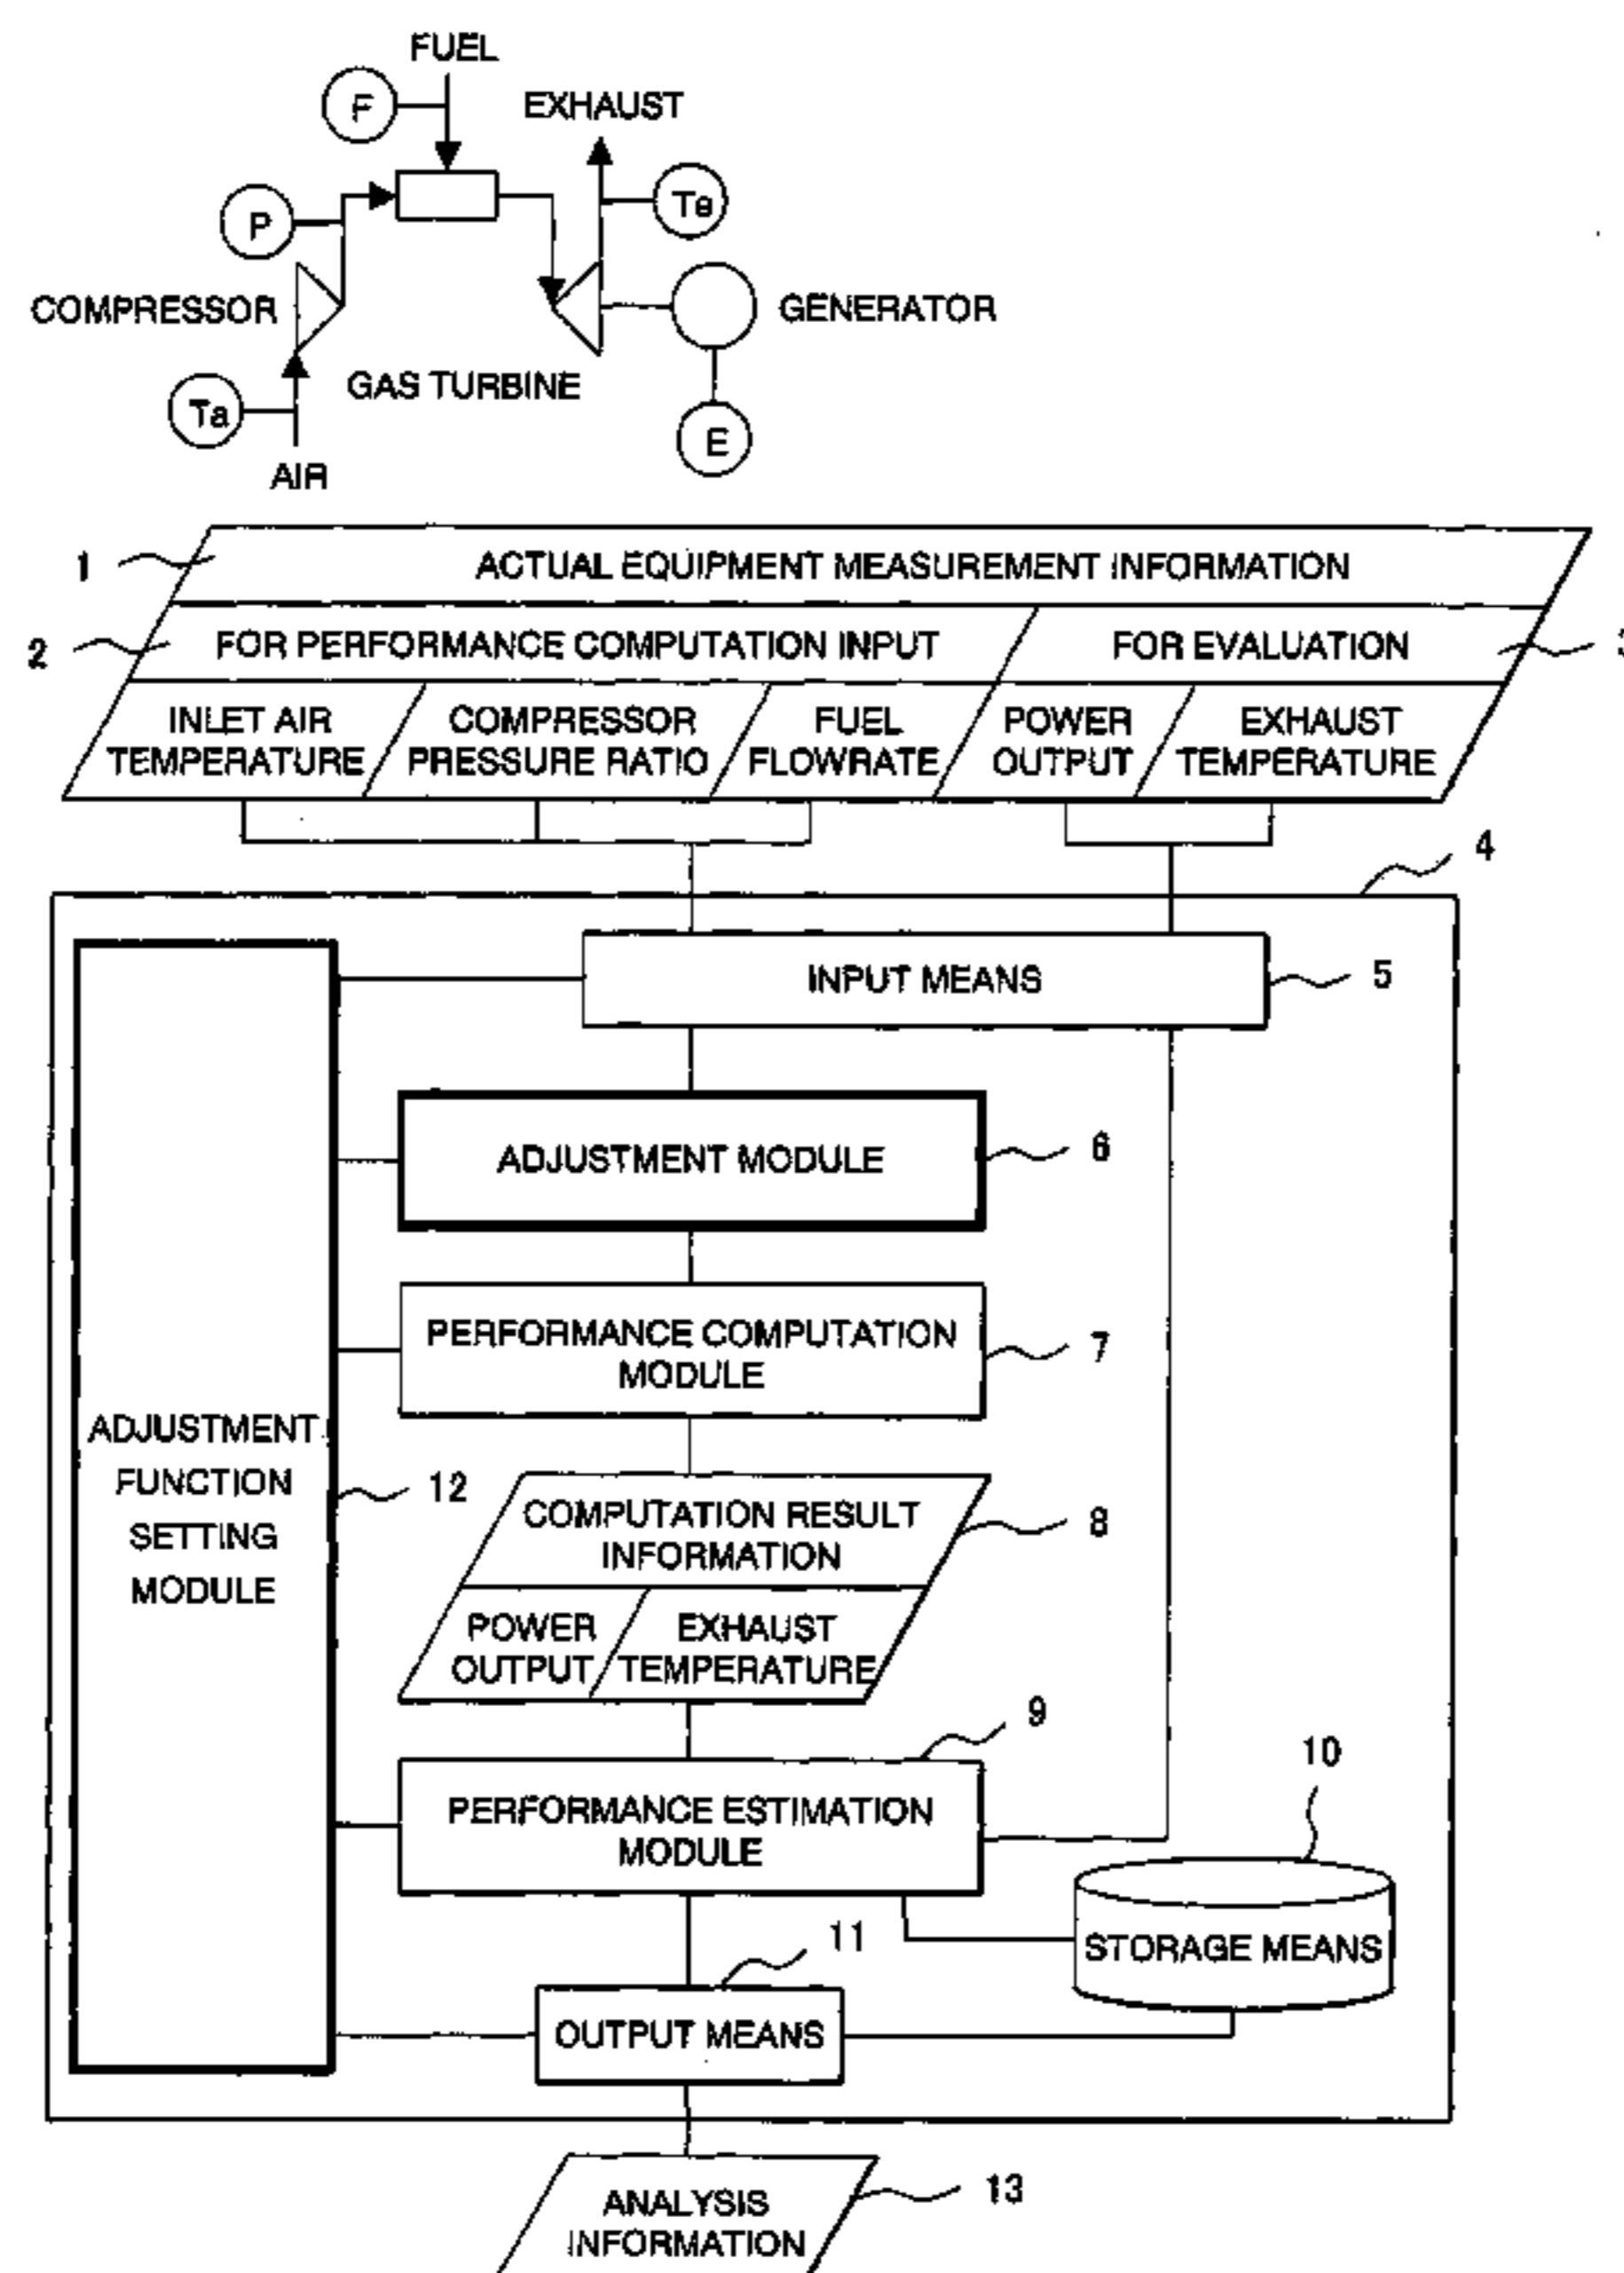 FUEL
F
EXHAUST
P
Te
COMPRESSOR
GENERATOR
GAS TURBINE
Ta
E
AIR
1
ACTUAL EQUIPMENT MEASUREMENT INFORMATION
2
FOR PERFORMANCE COMPUTATION INPUT
FOR EVALUATION
3
INLET AIR
TEMPERATURE
COMPRESSOR
PRESSURE RATIO
FUEL
FLOWRATE
POWER
OUTPUT
EXHAUST
TEMPERATURE
4
INPUT MEANS
5
ADJUSTMENT MODULE
6
PERFORMANCE COMPUTATION
MODULE
7
ADJUSTMENT
FUNCTION
SETTING
MODULE
12
COMPUTATION RESULT
INFORMATION
8
POWER
OUTPUT
EXHAUST
TEMPERATURE
9
PERFORMANCE ESTIMATION
MODULE
10
STORAGE MEANS
11
OUTPUT MEANS
13
ANALYSIS
INFORMATION